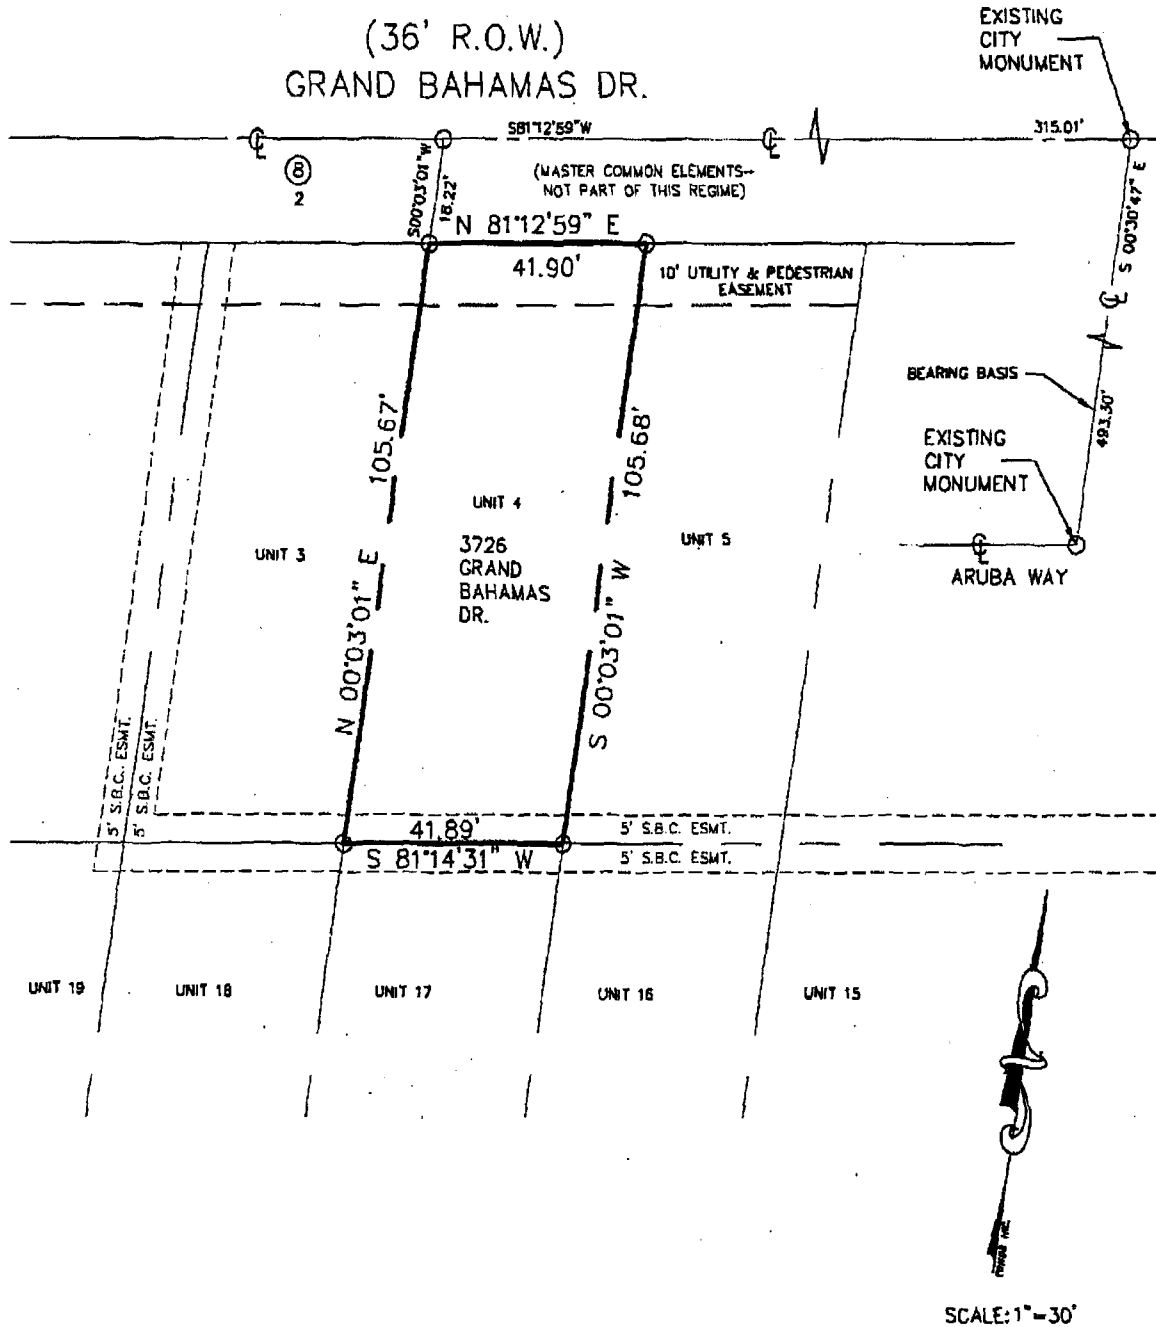 (36' R.O.W.)
GRAND BAHAMAS DR.
EXISTING
CITY
MONUMENT
S81°12'59"W
315.01'
8
2
S00°03'01"W
18.22'
(MASTER COMMON ELEMENTS-
NOT PART OF THIS REGIME)
N 81°12'59" E
41.90'
10' UTILITY & PEDESTRIAN
EASEMENT
S 00°30'47" E
BEARING BASIS
493.30'
EXISTING
CITY
MONUMENT
ARUBA WAY
105.67'
105.68'
UNIT 4
UNIT 3
3726
GRAND
BAHAMAS
DR.
UNIT 5
N 00°03'01" E
S 00°03'01" W
5' S.B.C. ESMT.
5' S.B.C. ESMT.
41.89'
S 81°14'31" W
5' S.B.C. ESMT.
5' S.B.C. ESMT.
UNIT 19
UNIT 18
UNIT 17
UNIT 16
UNIT 15
SCALE: 1"=30'